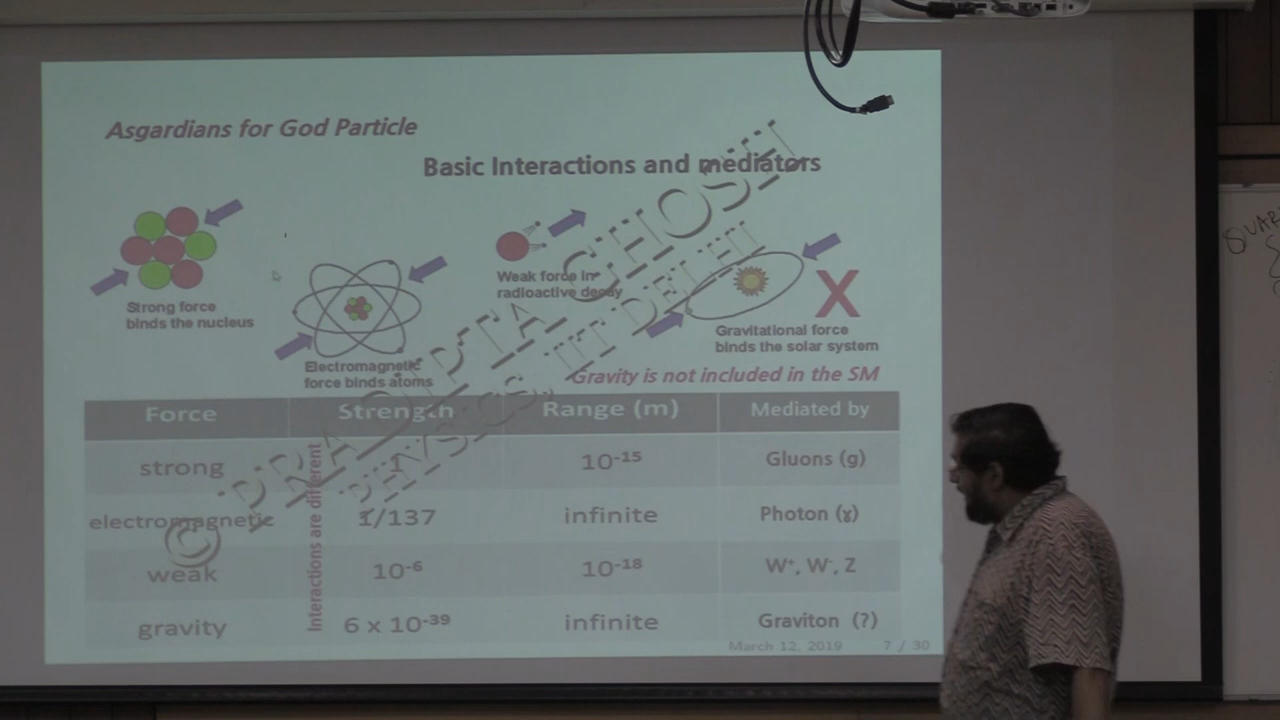 Asgardians for God Particle
Basic Interactions and mediators
Strong force
binds the nucleus
Electromagnetic
force binds atoms
Weak force in
radioactive decay
X
Gravitational force
binds the solar system
Gravity is not included in the SM
Force Strength Range (m) Mediated by
strong 1 10⁻¹⁵ Gluons (g)
electromagnetic 1/137 infinite Photon (ɣ)
weak 10⁻⁶ 10⁻¹⁸ W⁺, W⁻, Z
gravity 6 x 10⁻³⁹ infinite Graviton (?)
Interactions are different
March 12, 2019 7 / 30
© PRADIPTA GHOSH
PHYSICS, IIT DELHI